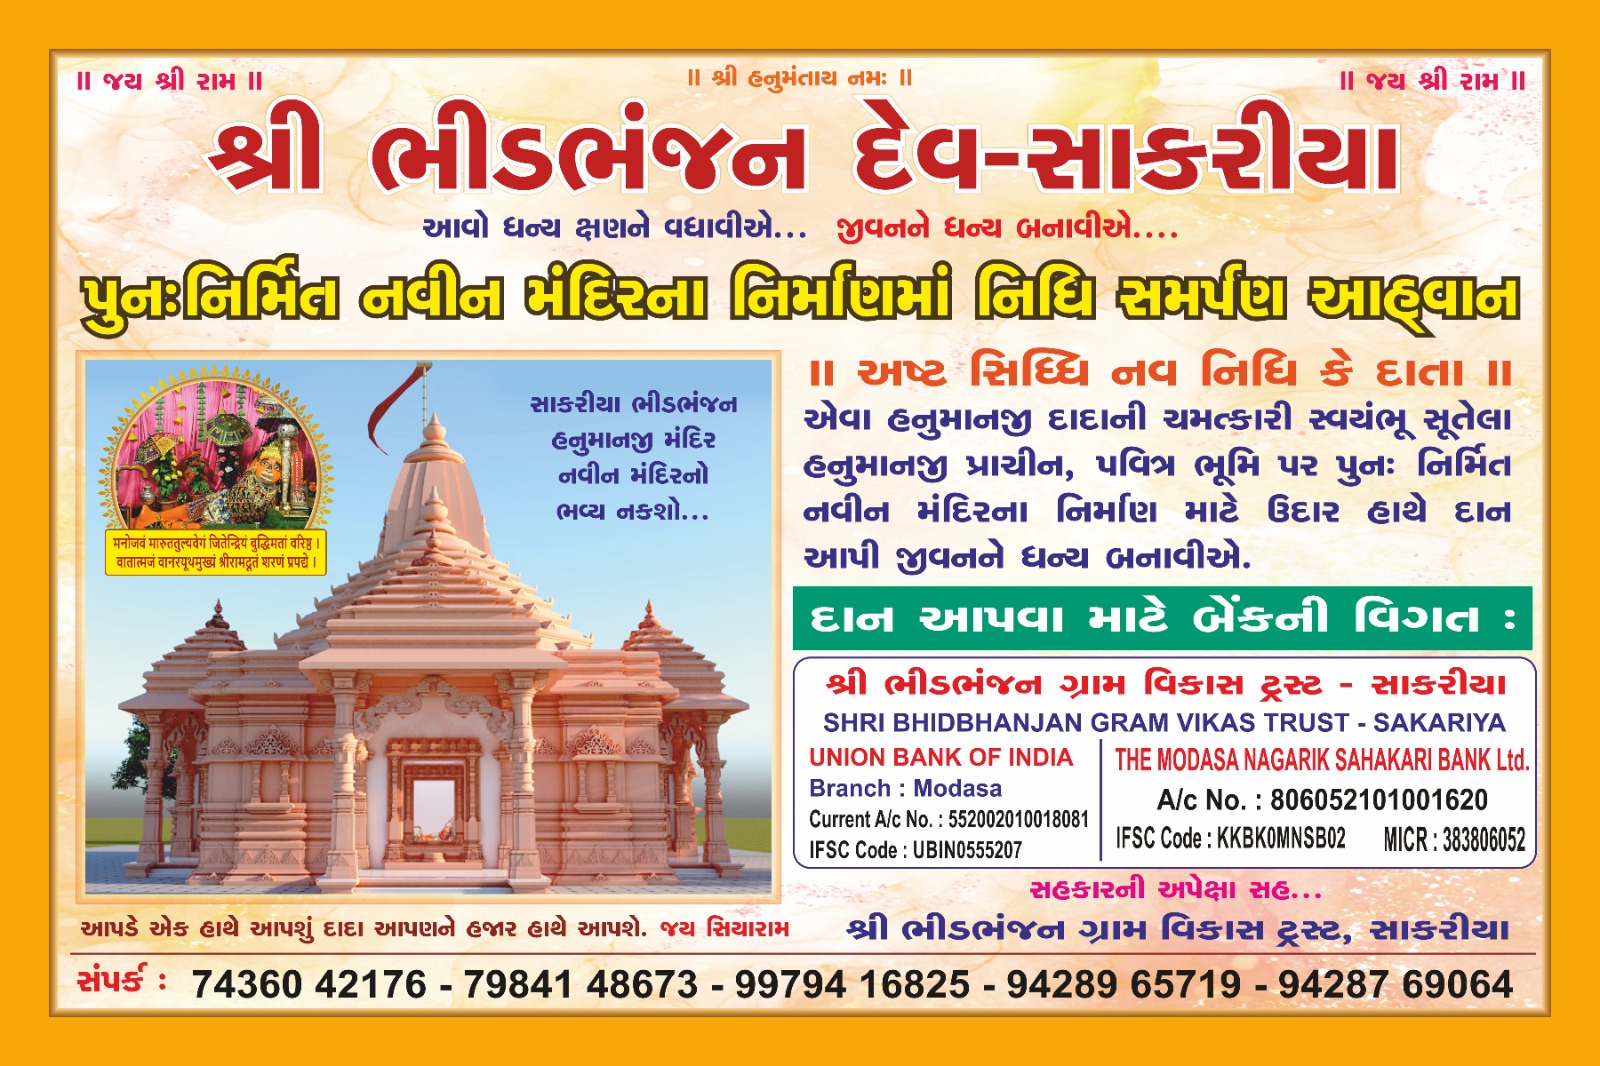 ॥ જય શ્રી રામ ॥
॥ શ્રી હનુમંતાય નમઃ ॥
॥ જય શ્રી રામ ॥
શ્રી ભીડભંજન દેવ-સાકરીયા
આવો ધન્ય ક્ષણને વધાવીએ... જીવનને ધન્ય બનાવીએ....
પુનઃનિર્મિત નવીન મંદિરના નિર્માણમાં નિધિ સમર્પણ આહ્વાન
સાકરીયા ભીડભંજન
હનુમાનજી મંદિર
નવીન મંદિરનો
ભવ્ય નકશો...
मनोजवं मारुततुल्यवेगं जितेन्द्रियं बुद्धिमतां वरिष्ठ ।
वातात्मजं वानरयूथमुख्यं श्रीरामदूतं शरणं प्रपद्ये ।
॥ અષ્ટ સિધ્ધિ નવ નિધિ કે દાતા ॥
એવા હનુમાનજી દાદાની ચમત્કારી સ્વયંભૂ સૂતેલા
હનુમાનજી પ્રાચીન, પવિત્ર ભૂમિ પર પુનઃ નિર્મિત
નવીન મંદિરના નિર્માણ માટે ઉદાર હાથે દાન
આપી જીવનને ધન્ય બનાવીએ.
દાન આપવા માટે બેંકની વિગત :
શ્રી ભીડભંજન ગ્રામ વિકાસ ટ્રસ્ટ - સાકરીયા
SHRI BHIDBHANJAN GRAM VIKAS TRUST - SAKARIYA
UNION BANK OF INDIA
Branch : Modasa
Current A/c No. : 552002010018081
IFSC Code : UBIN0555207
THE MODASA NAGARIK SAHAKARI BANK Ltd.
A/c No. : 806052101001620
IFSC Code : KKBK0MNSB02 MICR : 383806052
સહકારની અપેક્ષા સહ...
શ્રી ભીડભંજન ગ્રામ વિકાસ ટ્રસ્ટ, સાકરીયા
આપડે એક હાથે આપશું દાદા આપણને હજાર હાથે આપશે. જય સિયારામ
સંપર્ક : 74360 42176 - 79841 48673 - 99794 16825 - 94289 65719 - 94287 69064